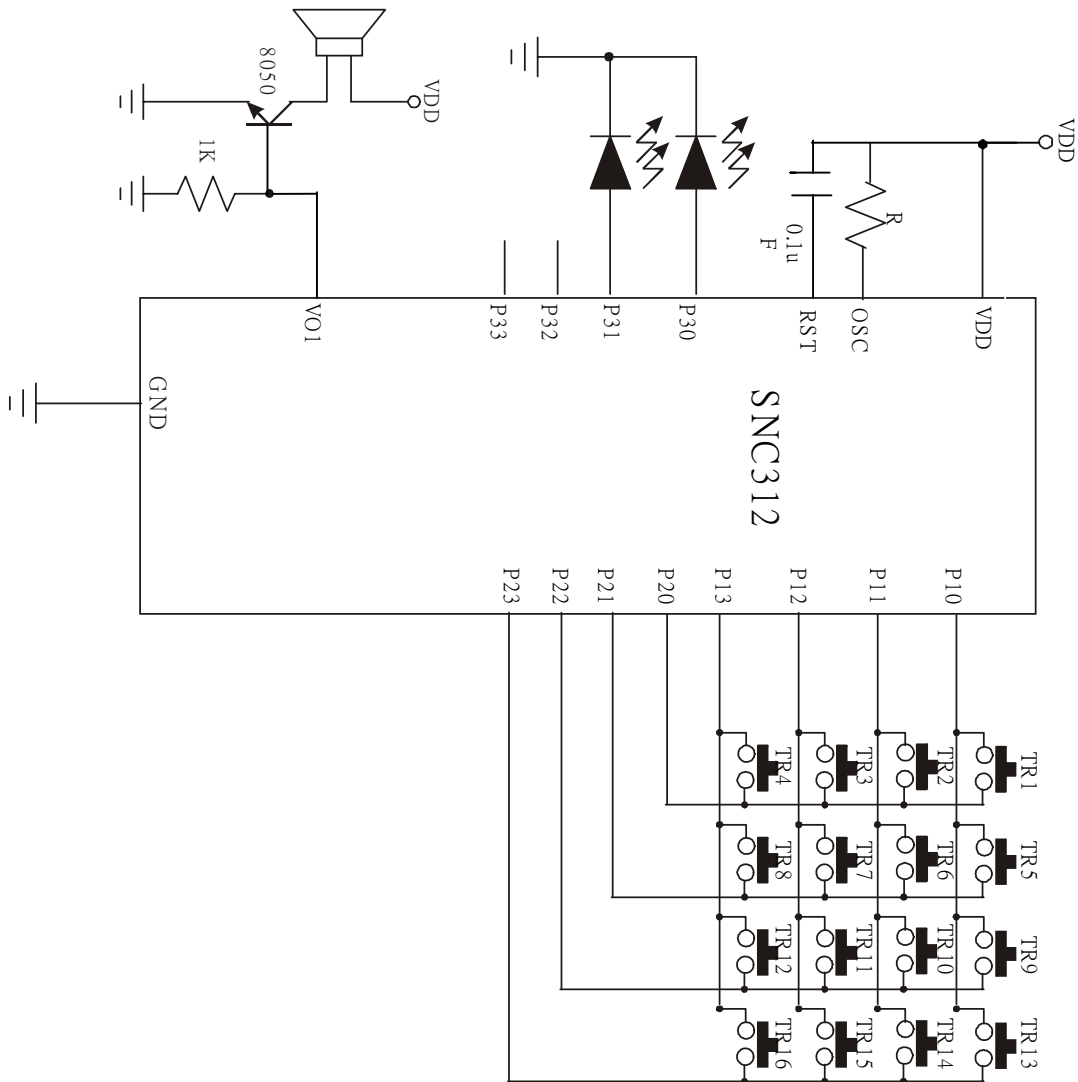 VDD
VDD
R
0.1u
F
VDD
8050
1K
VDD
OSC
RST
P30
P31
P32
P33
VO1
GND
SNC312
P10
P11
P12
P13
P20
P21
P22
P23
TR1
TR2
TR3
TR4
TR5
TR6
TR7
TR8
TR9
TR10
TR11
TR12
TR13
TR14
TR15
TR16